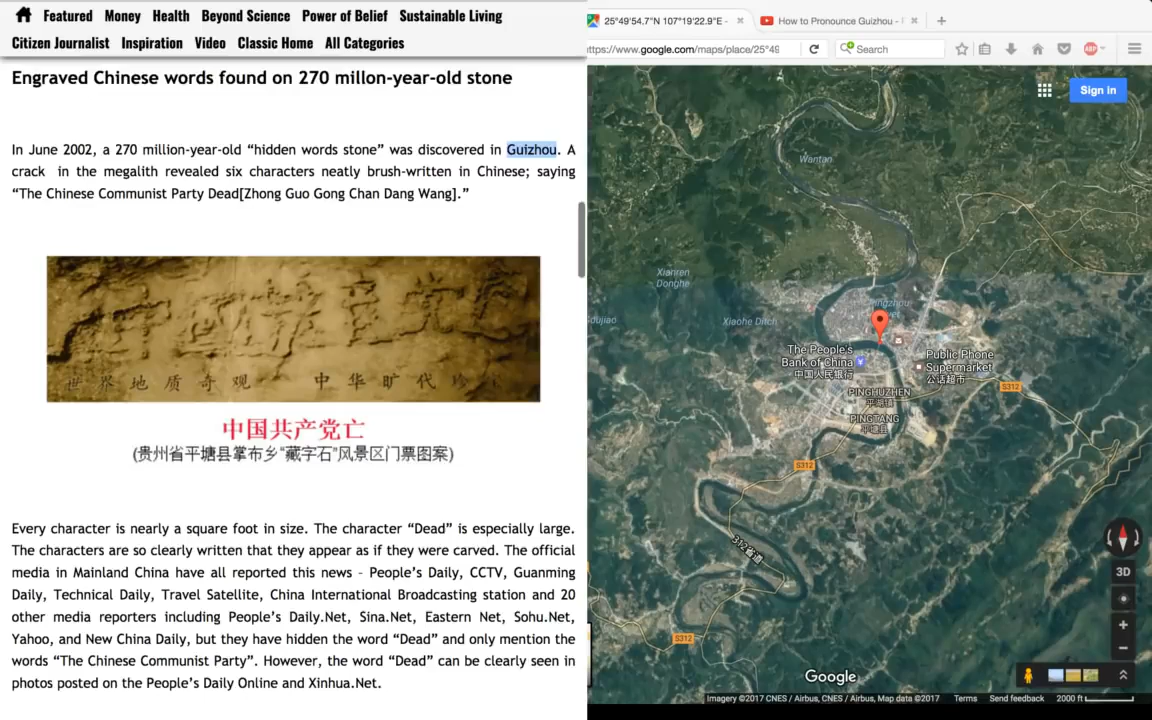 Featured Money Health Beyond Science Power of Belief Sustainable Living
Citizen Journalist Inspiration Video Classic Home All Categories
Engraved Chinese words found on 270 millon-year-old stone
In June 2002, a 270 million-year-old “hidden words stone” was discovered in Guizhou. A
crack in the megalith revealed six characters neatly brush-written in Chinese; saying
“The Chinese Communist Party Dead[Zhong Guo Gong Chan Dang Wang].”
世界地质奇观 中华旷代珍
中国共产党亡
(贵州省平塘县掌布乡“藏字石”风景区门票图案)
Every character is nearly a square foot in size. The character “Dead” is especially large.
The characters are so clearly written that they appear as if they were carved. The official
media in Mainland China have all reported this news - People’s Daily, CCTV, Guanming
Daily, Technical Daily, Travel Satellite, China International Broadcasting station and 20
other media reporters including People’s Daily.Net, Sina.Net, Eastern Net, Sohu.Net,
Yahoo, and New China Daily, but they have hidden the word “Dead” and only mention the
words “The Chinese Communist Party”. However, the word “Dead” can be clearly seen in
photos posted on the People’s Daily Online and Xinhua.Net.
25°49'54.7"N 107°19'22.9"E -
How to Pronounce Guizhou -
ttps://www.google.com/maps/place/25°49
Search
ABP
Sign in
Wantan
Xianren
Donghe
Xiaohe Ditch
The People's
Bank of China
中国人民银行
Public Phone
Supermarket
公话超市
S312
PINGHUZHEN
平湖镇
PINGTANG
平塘县
S312
312省道
S312
3D
Google
Imagery ©2017 CNES / Airbus, CNES / Airbus, Map data ©2017 Terms Send feedback 2000 ft